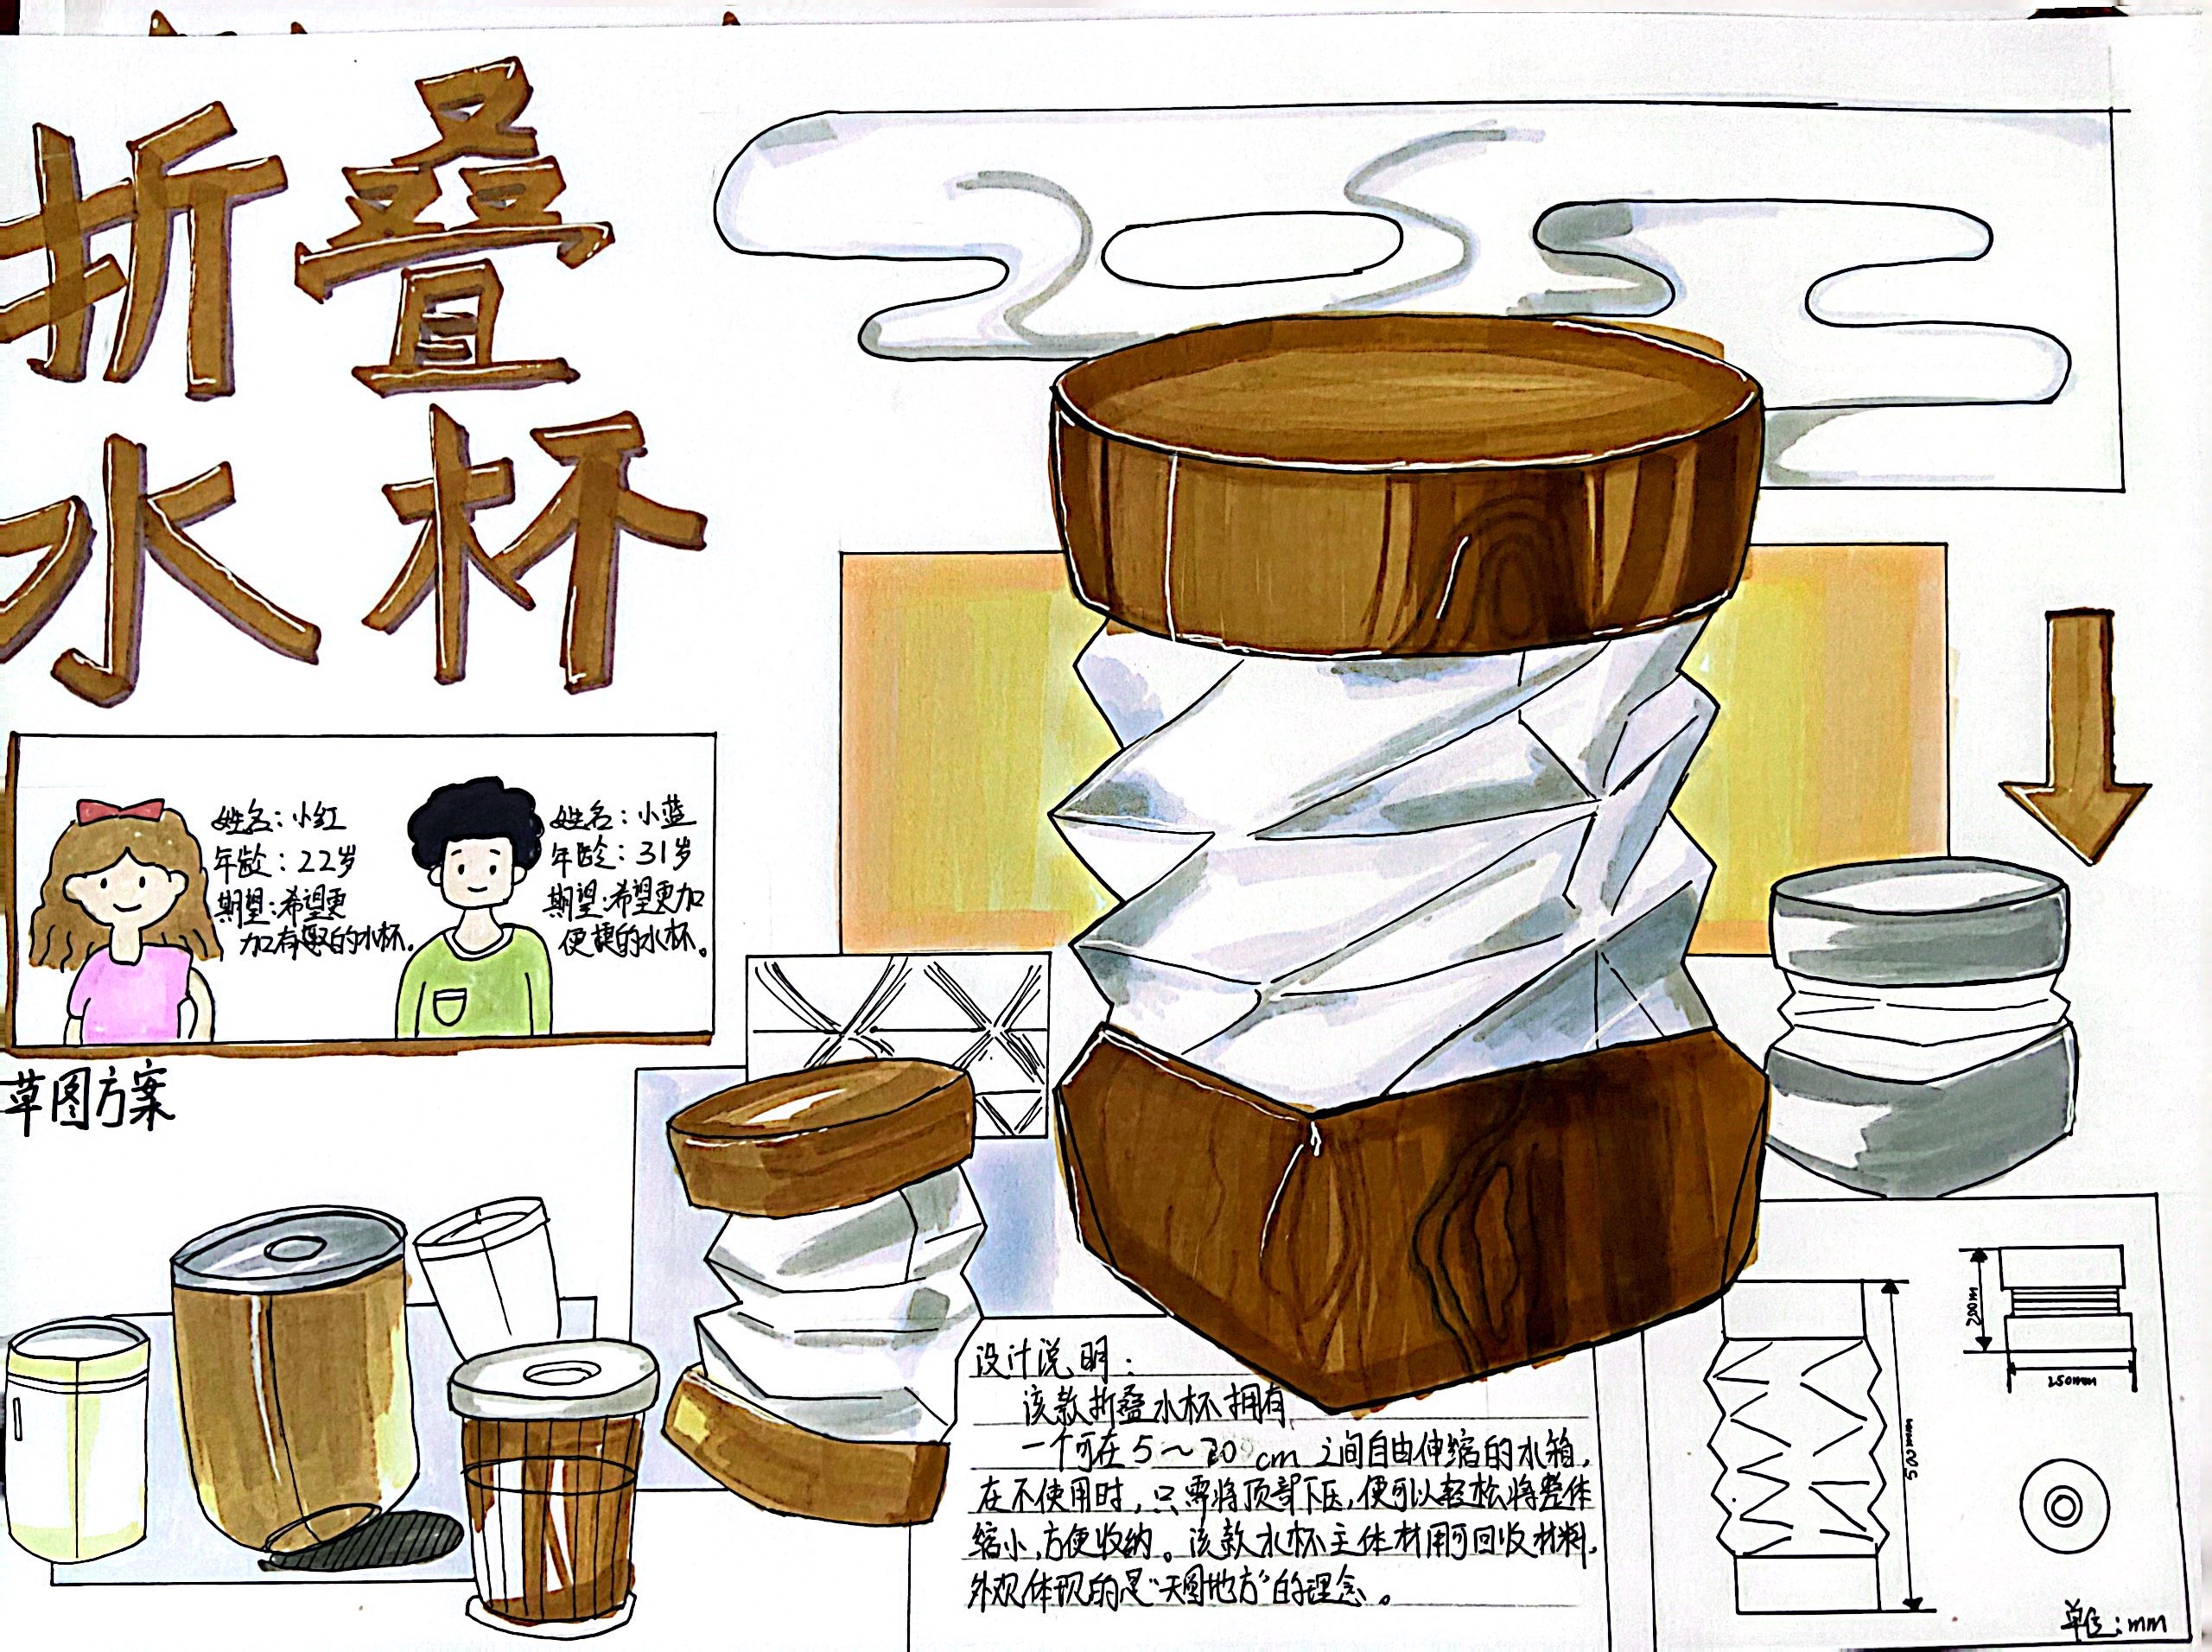 折叠
水杯
姓名：小红
年龄：22岁
期望：希望更
加有趣的水杯。
姓名：小蓝
年龄：31岁
期望：希望更加
便捷的水杯。
草图方案
设计说明：
该款折叠水杯拥有
一个可在5～20cm之间自由伸缩的水箱，
在不使用时，只需将顶部下压，便可以轻松将整体
缩小，方便收纳。该款水杯主体材用可回收材料，
外观体现的是“天圆地方”的理念。
200mm
250mm
500mm
单位：mm